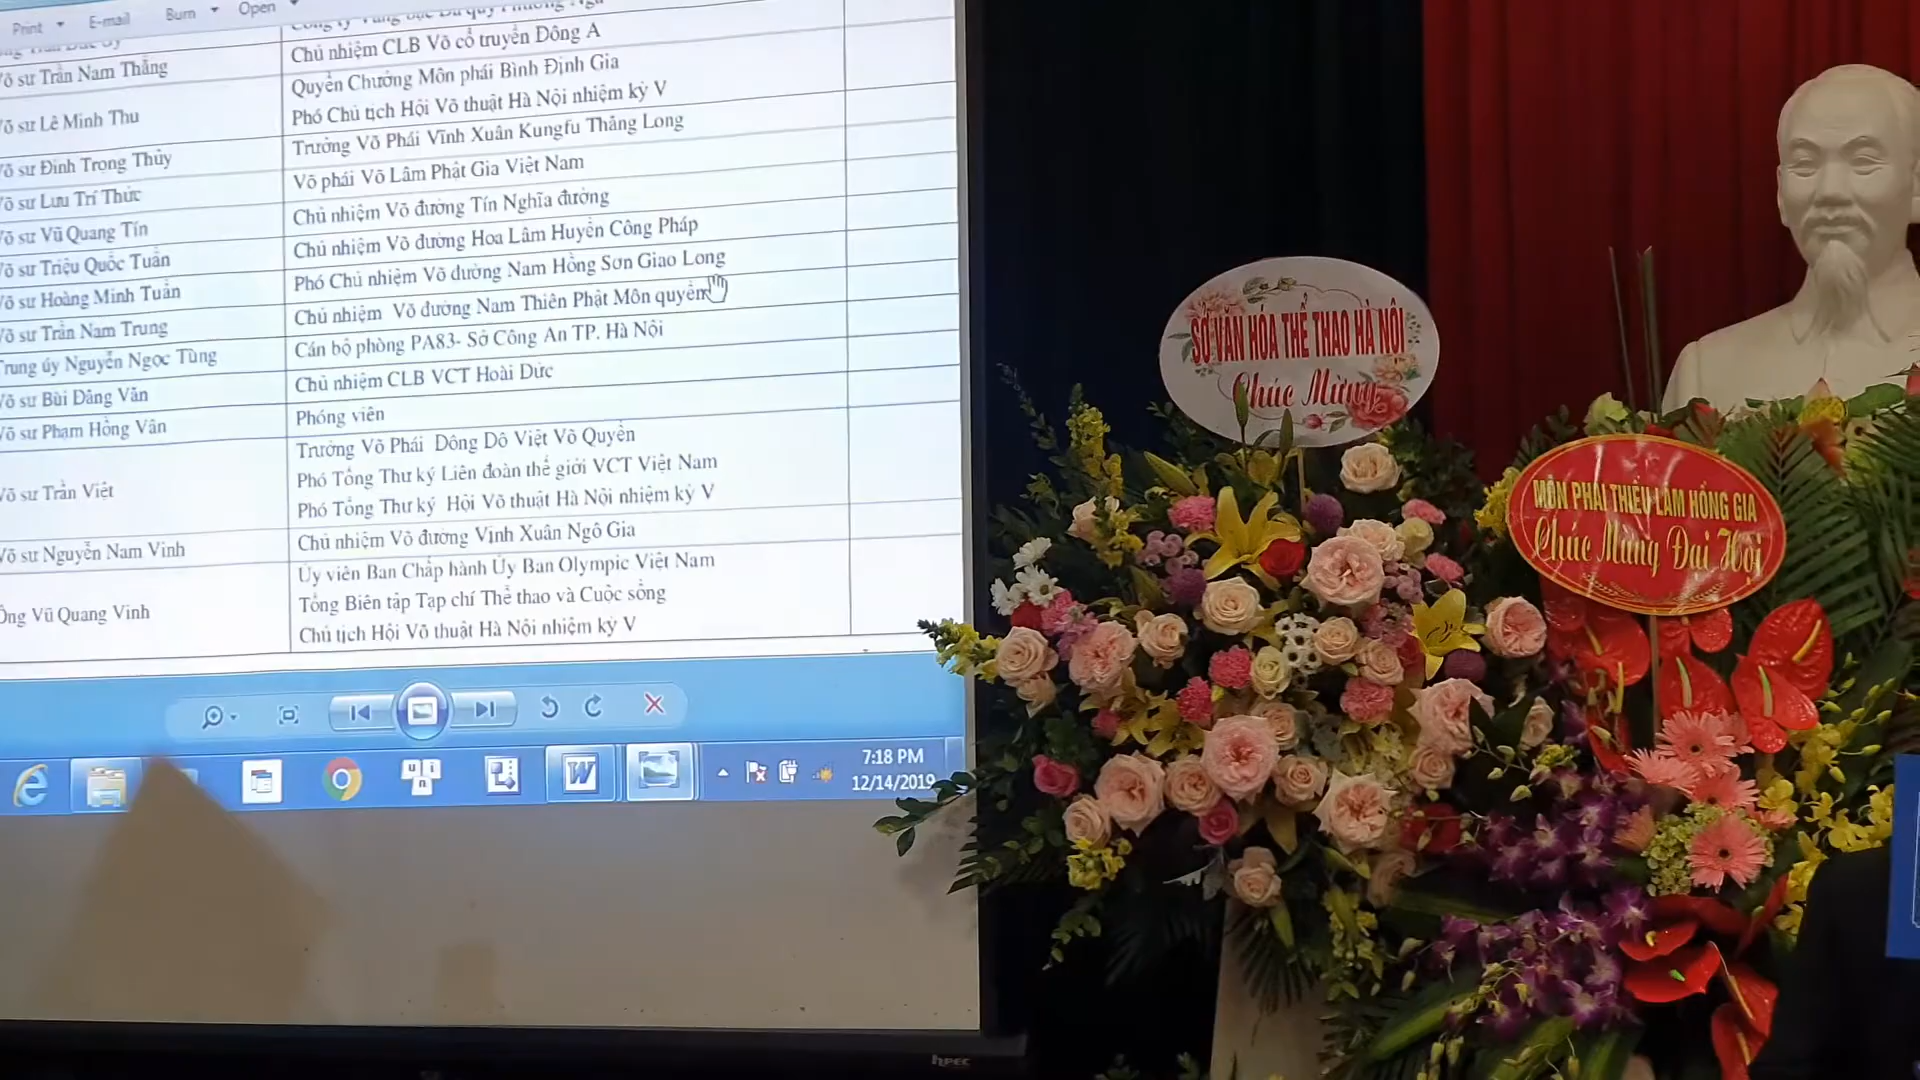 Print E-mail Burn Open
Chủ nhiệm CLB Võ cổ truyền Đông A
Võ sư Trần Nam Thắng
Quyền Chưởng Môn phái Bình Định Gia
Phó Chủ tịch Hội Võ thuật Hà Nội nhiệm kỳ V
Võ sư Lê Minh Thu
Trưởng Võ Phái Vĩnh Xuân Kungfu Thăng Long
Võ sư Đinh Trọng Thủy
Võ phái Võ Lâm Phật Gia Việt Nam
Võ sư Lưu Trí Thức
Chủ nhiệm Võ đường Tín Nghĩa đường
Võ sư Vũ Quang Tín
Chủ nhiệm Võ đường Hoa Lâm Huyền Công Pháp
Võ sư Triệu Quốc Tuấn
Phó Chủ nhiệm Võ đường Nam Hồng Sơn Giao Long
Võ sư Hoàng Minh Tuấn
Chủ nhiệm Võ đường Nam Thiên Phật Môn quyền
Võ sư Trần Nam Trung
Cán bộ phòng PA83- Sở Công An TP. Hà Nội
Trung úy Nguyễn Ngọc Tùng
Chủ nhiệm CLB VCT Hoài Đức
Võ sư Bùi Đăng Văn
Phóng viên
Võ sư Phạm Hồng Vân
Trưởng Võ Phái Đông Đô Việt Võ Quyền
Phó Tổng Thư ký Liên đoàn thế giới VCT Việt Nam
Võ sư Trần Việt
Phó Tổng Thư ký Hội Võ thuật Hà Nội nhiệm kỳ V
Chủ nhiệm Võ đường Vịnh Xuân Ngô Gia
Võ sư Nguyễn Nam Vinh
Ủy viên Ban Chấp hành Ủy Ban Olympic Việt Nam
Tổng Biên tập Tạp chí Thể thao và Cuộc sống
Ông Vũ Quang Vinh
Chủ tịch Hội Võ thuật Hà Nội nhiệm kỳ V
7:18 PM
12/14/2019
SỞ VĂN HÓA THỂ THAO HÀ NỘI
Chúc Mừng
MÔN PHÁI THIẾU LÂM HỒNG GIA
Chúc Mừng Đại Hội
hpec